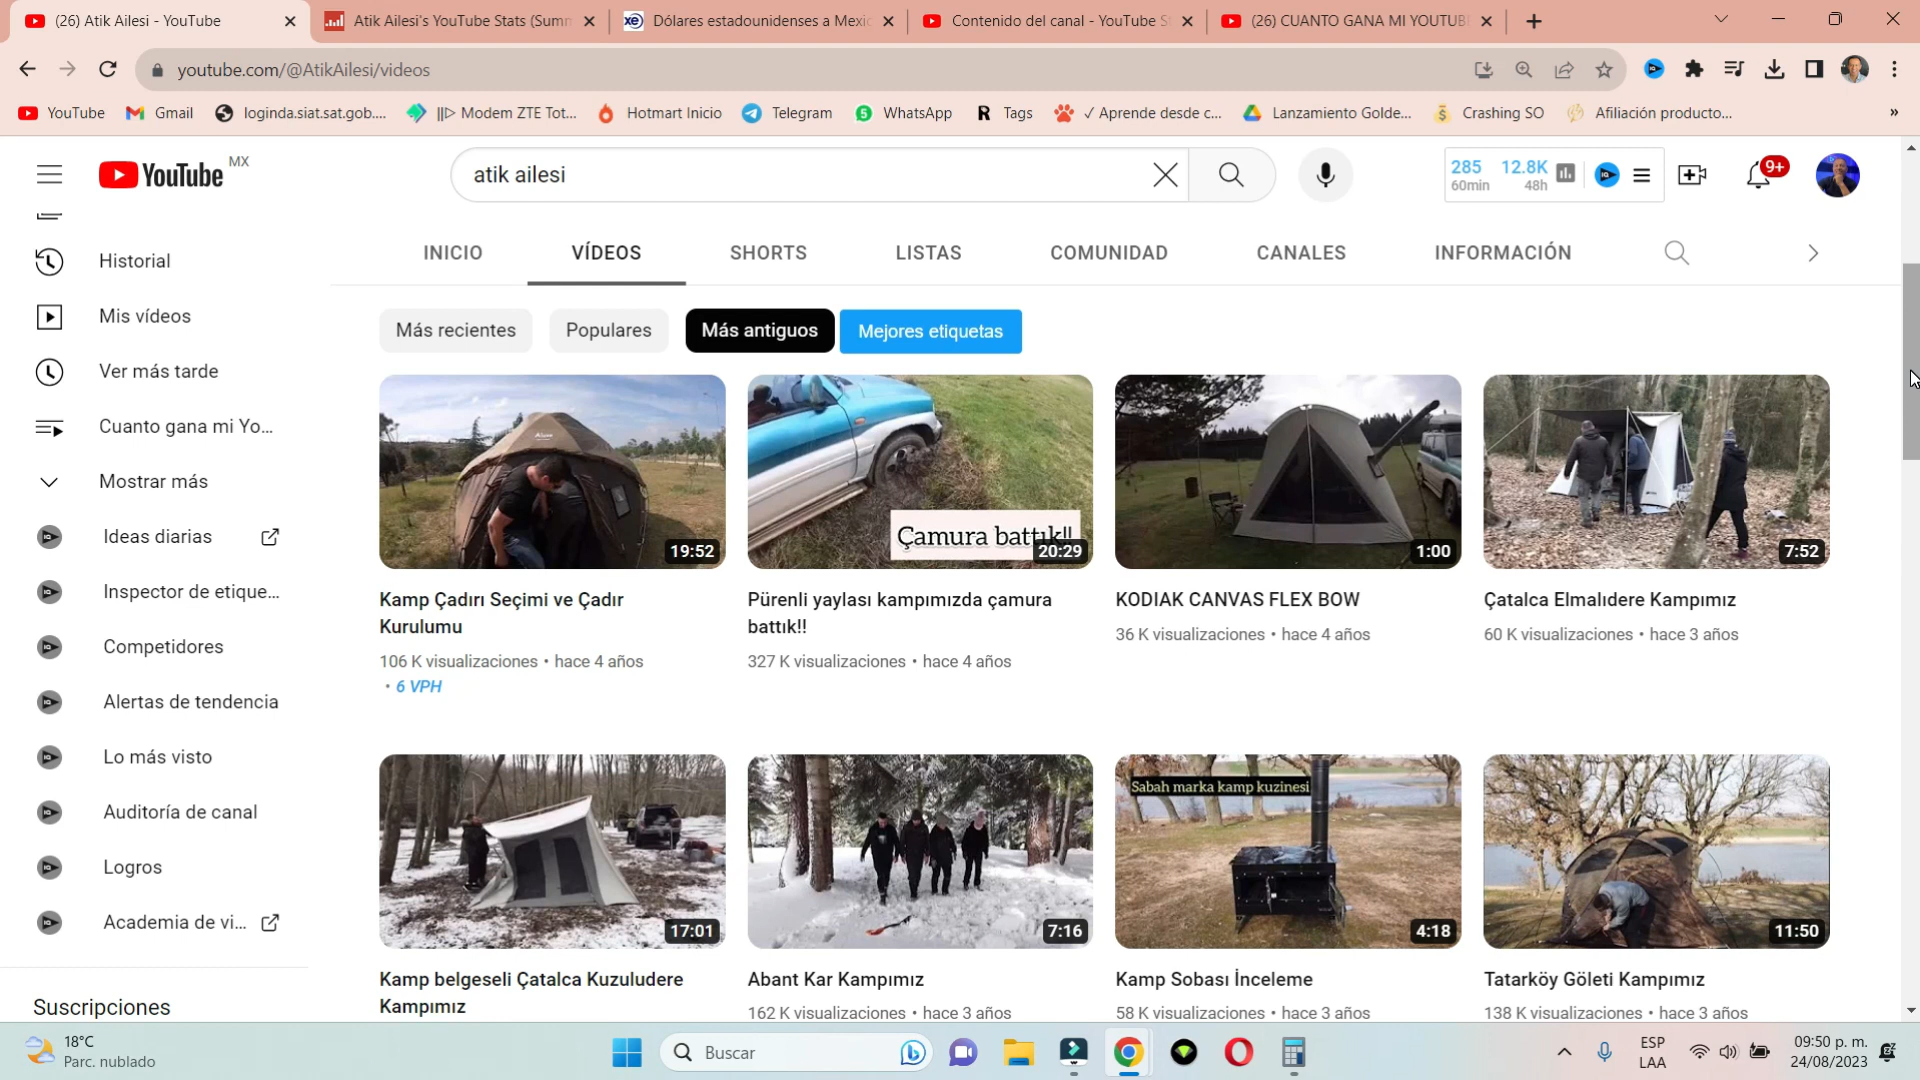 (26) Atik Ailesi - YouTube
Atik Ailesi's YouTube Stats (Summ
Dólares estadounidenses a Mexic
Contenido del canal - YouTube S
(26) CUANTO GANA MI YOUTUB
youtube.com/@AtikAilesi/videos
YouTube
Gmail
loginda.siat.sat.gob....
||▷ Modem ZTE Tot...
Hotmart Inicio
Telegram
WhatsApp
Tags
✓ Aprende desde c...
Lanzamiento Golde...
Crashing SO
Afiliación producto...
»
YouTube MX
atik ailesi
285
60min
12.8K
48h
9+
Historial
Mis vídeos
Ver más tarde
Cuanto gana mi Yo...
Mostrar más
Ideas diarias
Inspector de etique...
Competidores
Alertas de tendencia
Lo más visto
Auditoría de canal
Logros
Academia de vi...
Suscripciones
INICIO
VÍDEOS
SHORTS
LISTAS
COMUNIDAD
CANALES
INFORMACIÓN
Más recientes
Populares
Más antiguos
Mejores etiquetas
19:52
Çamura battık!!
20:29
1:00
7:52
Kamp Çadırı Seçimi ve Çadır
Kurulumu
106 K visualizaciones • hace 4 años
• 6 VPH
Pürenli yaylası kampımızda çamura
battık!!
327 K visualizaciones • hace 4 años
KODIAK CANVAS FLEX BOW
36 K visualizaciones • hace 4 años
Çatalca Elmalıdere Kampımız
60 K visualizaciones • hace 3 años
17:01
7:16
Sabah marka kamp kuzinesi
4:18
11:50
Kamp belgeseli Çatalca Kuzuludere
Kampımız
Abant Kar Kampımız
162 K visualizaciones • hace 3 años
Kamp Sobası İnceleme
58 K visualizaciones • hace 3 años
Tatarköy Göleti Kampımız
138 K visualizaciones • hace 3 años
18°C
Parc. nublado
Buscar
ESP
LAA
09:50 p. m.
24/08/2023